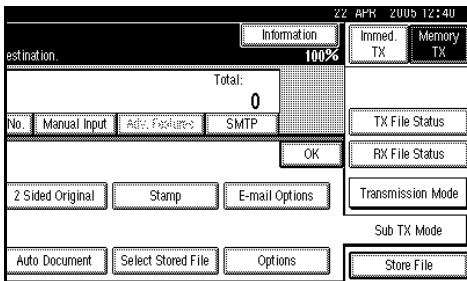 22 APR 2005 12:40
Information
Immed. TX
Memory TX
estination.
100%
Total:
0
No. Manual Input Adv. Features SMTP
TX File Status
OK
RX File Status
2 Sided Original Stamp E-mail Options
Transmission Mode
Sub TX Mode
Auto Document Select Stored File Options
Store File